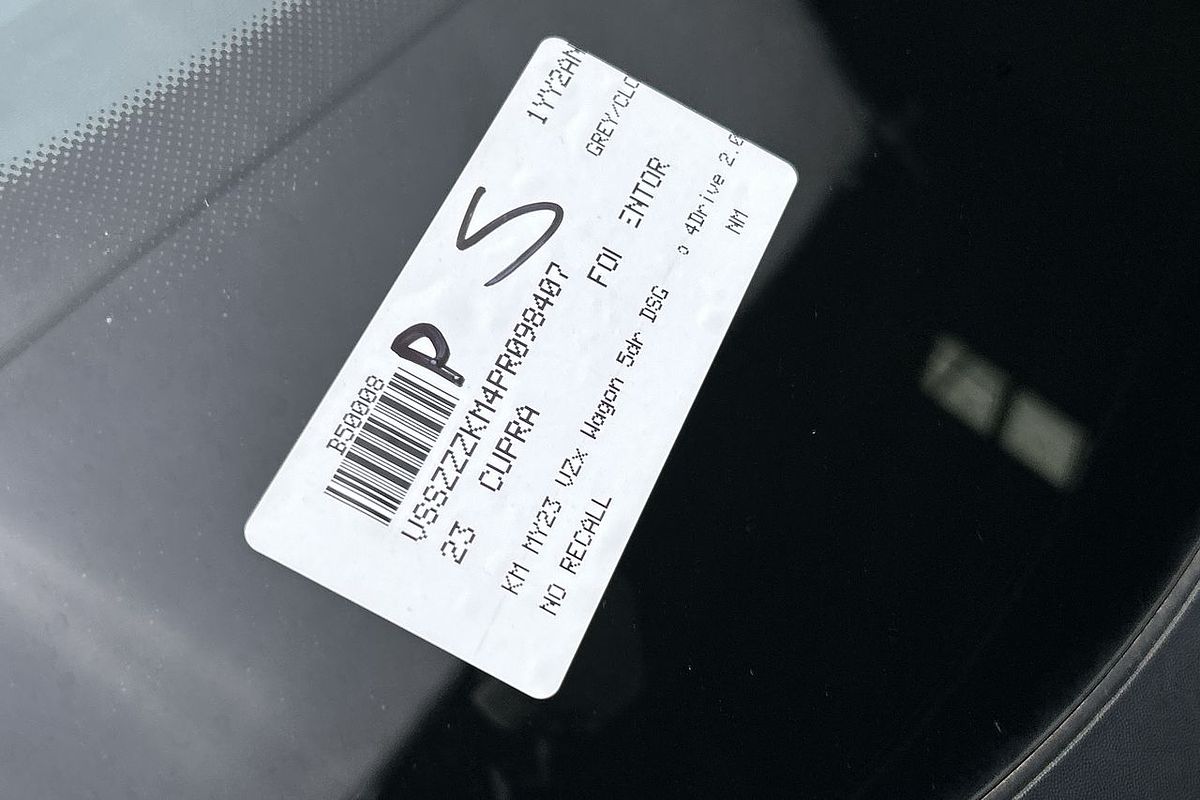 B50008 P S 1YY2AM
VSSZZZKM4PR098407 GREY/CLO
23 CUPRA FOI ENTOR
KM MY23 VZx Wagon 5dr DSG o 4Drive 2.0
NO RECALL NM